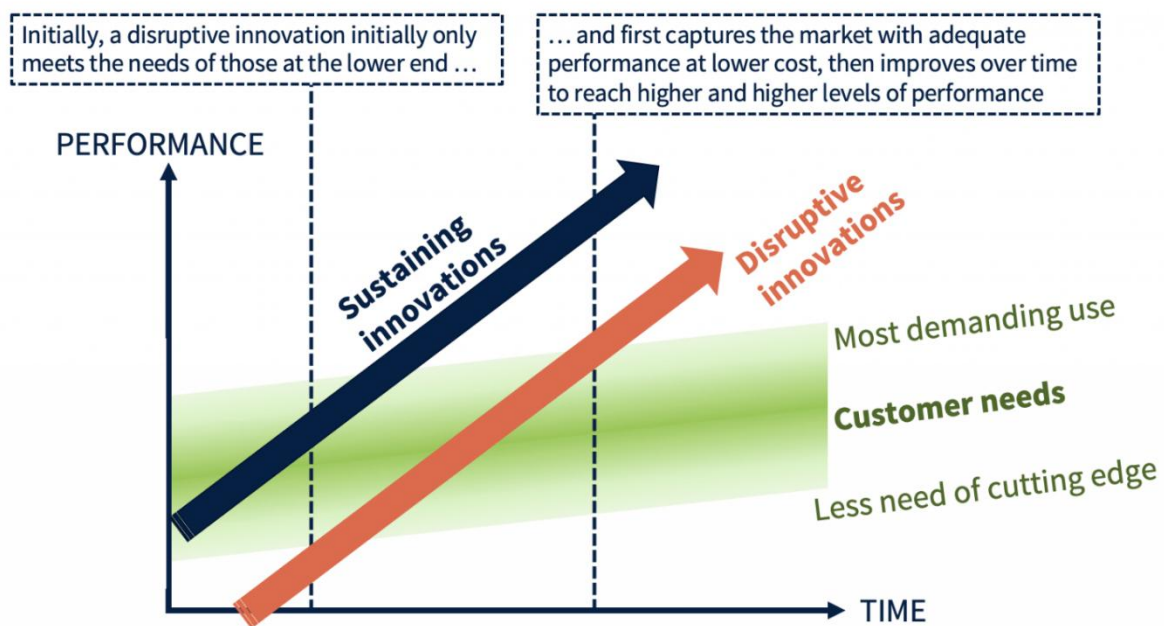 Initially, a disruptive innovation initially only
meets the needs of those at the lower end ...
... and first captures the market with adequate
performance at lower cost, then improves over time
to reach higher and higher levels of performance
PERFORMANCE
Sustaining
innovations
Disruptive
innovations
Most demanding use
Customer needs
Less need of cutting edge
TIME